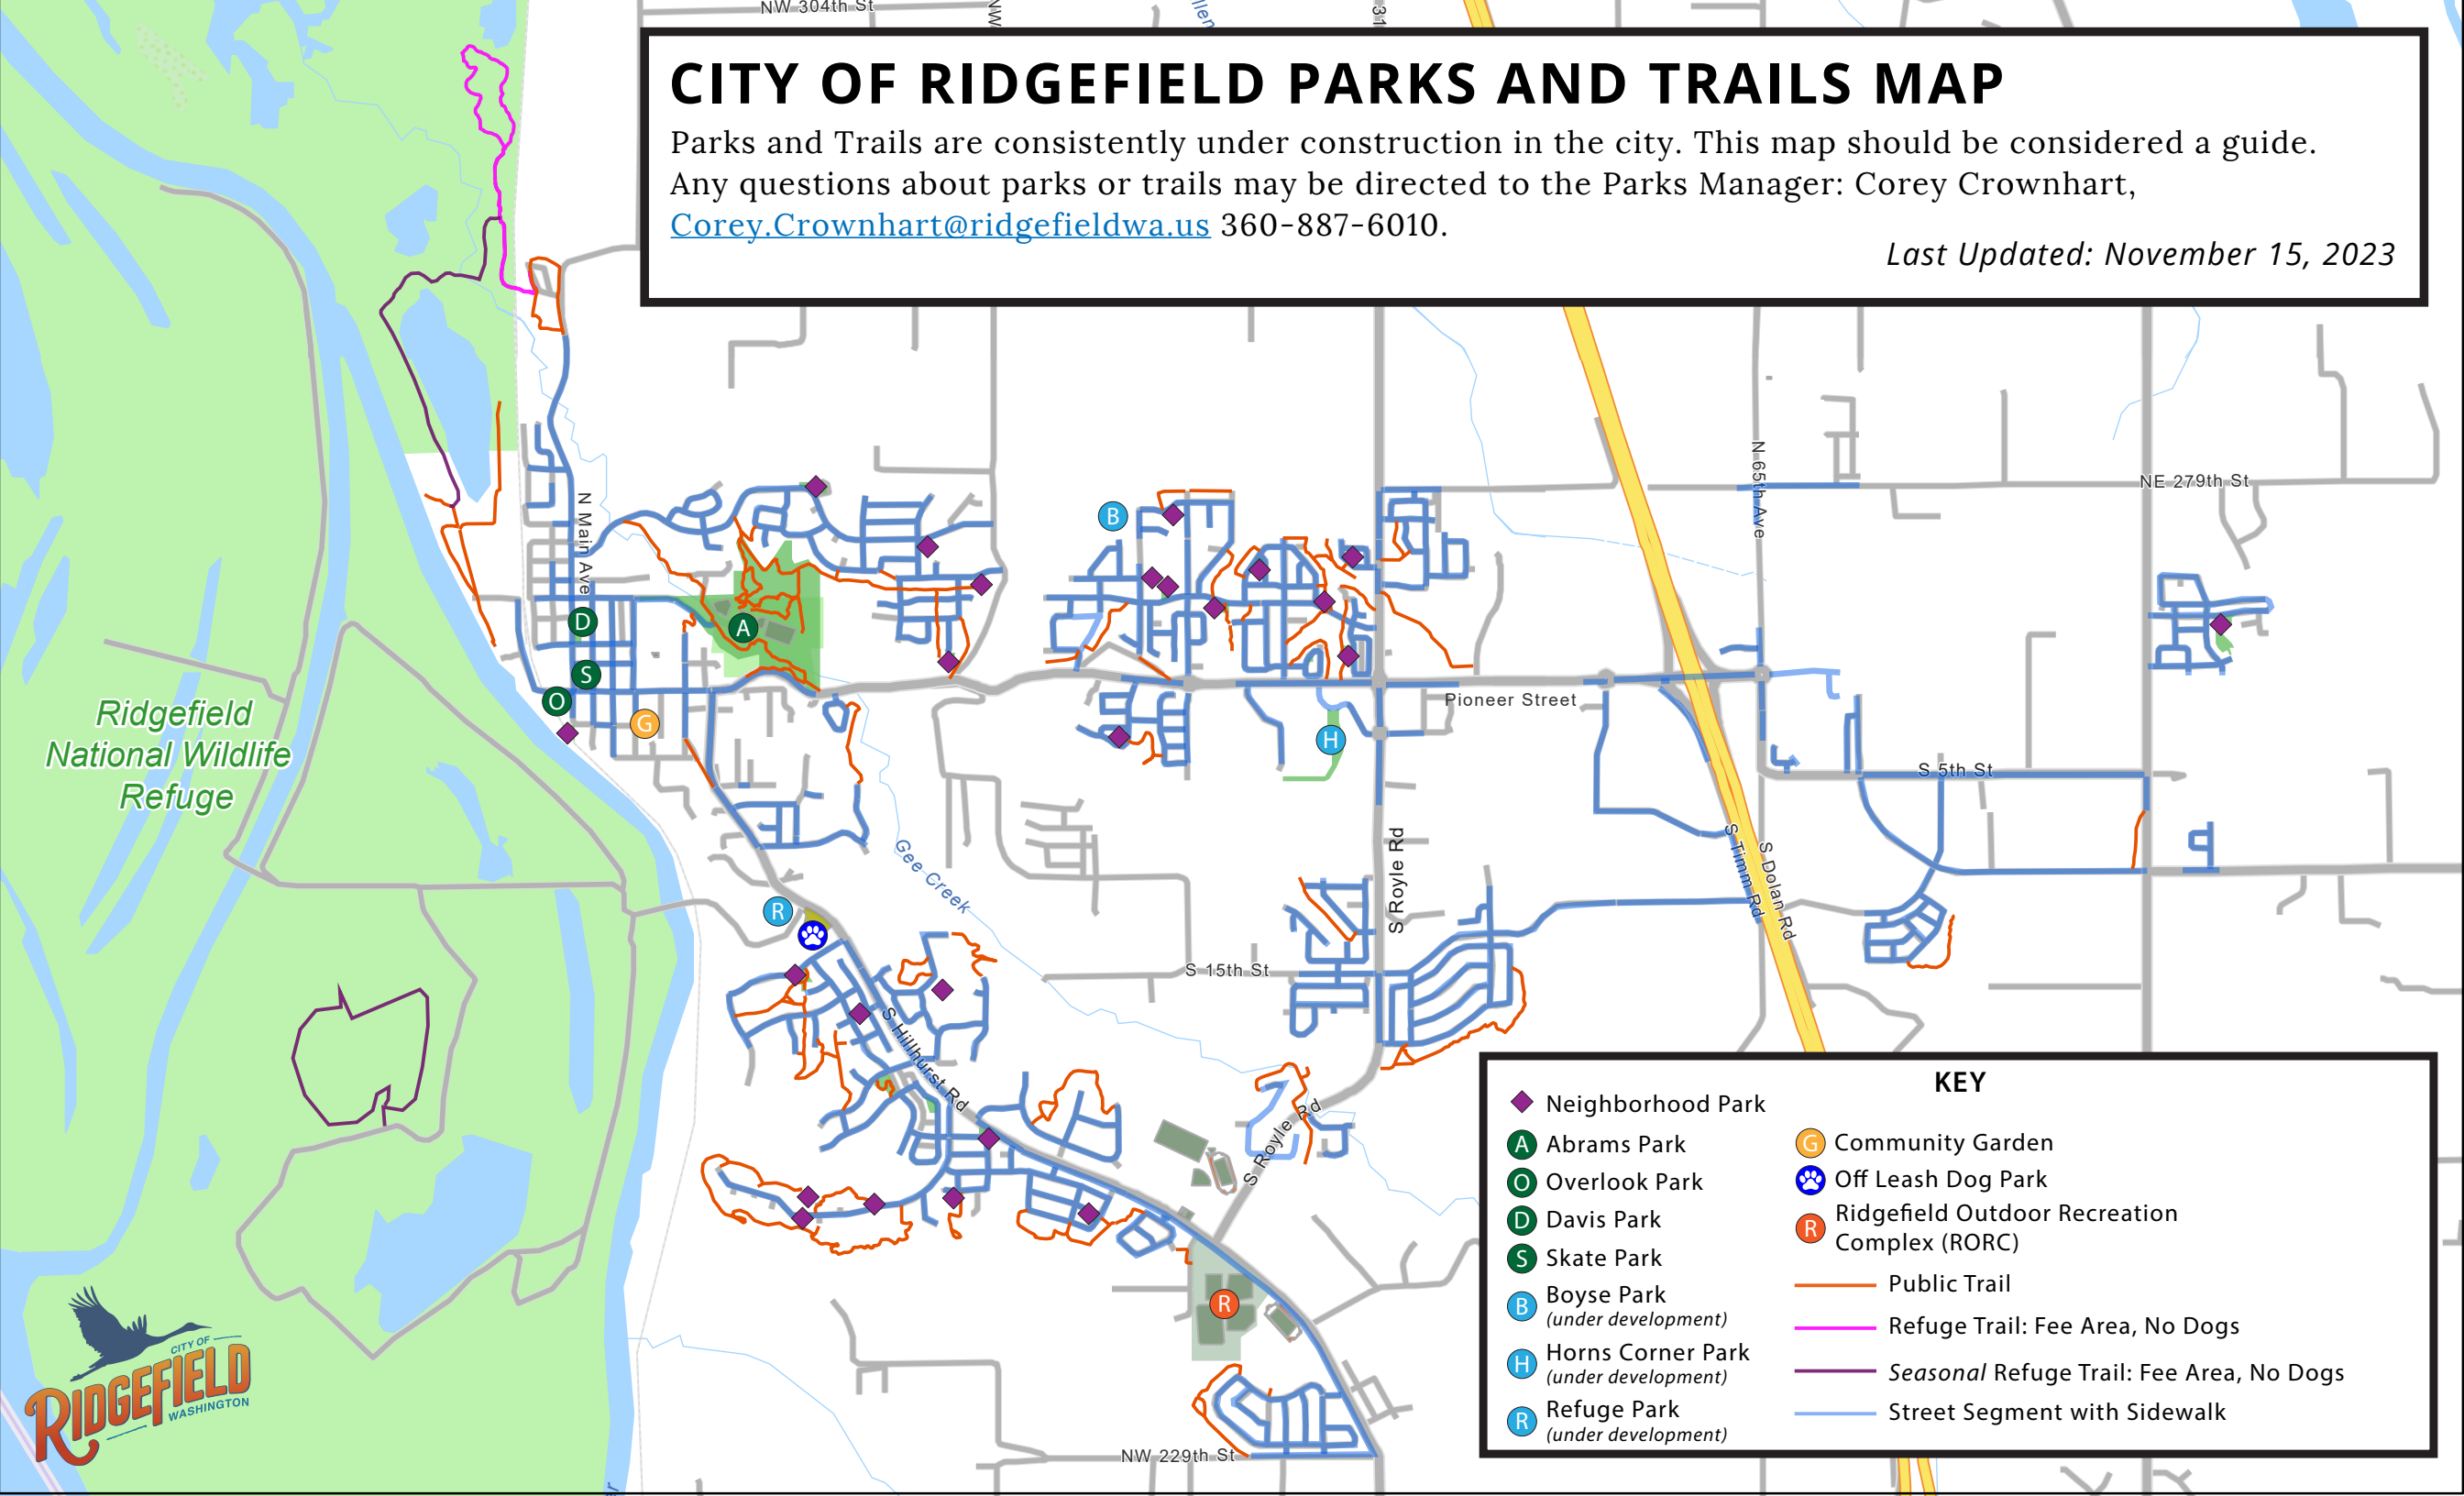 NW 304th St
NW
llen
31
CITY OF RIDGEFIELD PARKS AND TRAILS MAP
Parks and Trails are consistently under construction in the city. This map should be considered a guide.
Any questions about parks or trails may be directed to the Parks Manager: Corey Crownhart,
Corey.Crownhart@ridgefieldwa.us 360-887-6010.
Last Updated: November 15, 2023
N Main Ave
N 65th Ave
NE 279th St
B
D
A
S
O
G
H
Pioneer Street
Ridgefield
National Wildlife
Refuge
S 5th St
S Royle Rd
S Timm Rd
S Dolan Rd
Gee Creek
R
S 15th St
S Hillhurst Rd
S Royle Rd
R
NW 229th St
CITY OF
RIDGEFIELD
WASHINGTON
KEY
Neighborhood Park
A Abrams Park
O Overlook Park
D Davis Park
S Skate Park
B Boyse Park
(under development)
H Horns Corner Park
(under development)
R Refuge Park
(under development)
G Community Garden
Off Leash Dog Park
R Ridgefield Outdoor Recreation
Complex (RORC)
Public Trail
Refuge Trail: Fee Area, No Dogs
Seasonal Refuge Trail: Fee Area, No Dogs
Street Segment with Sidewalk